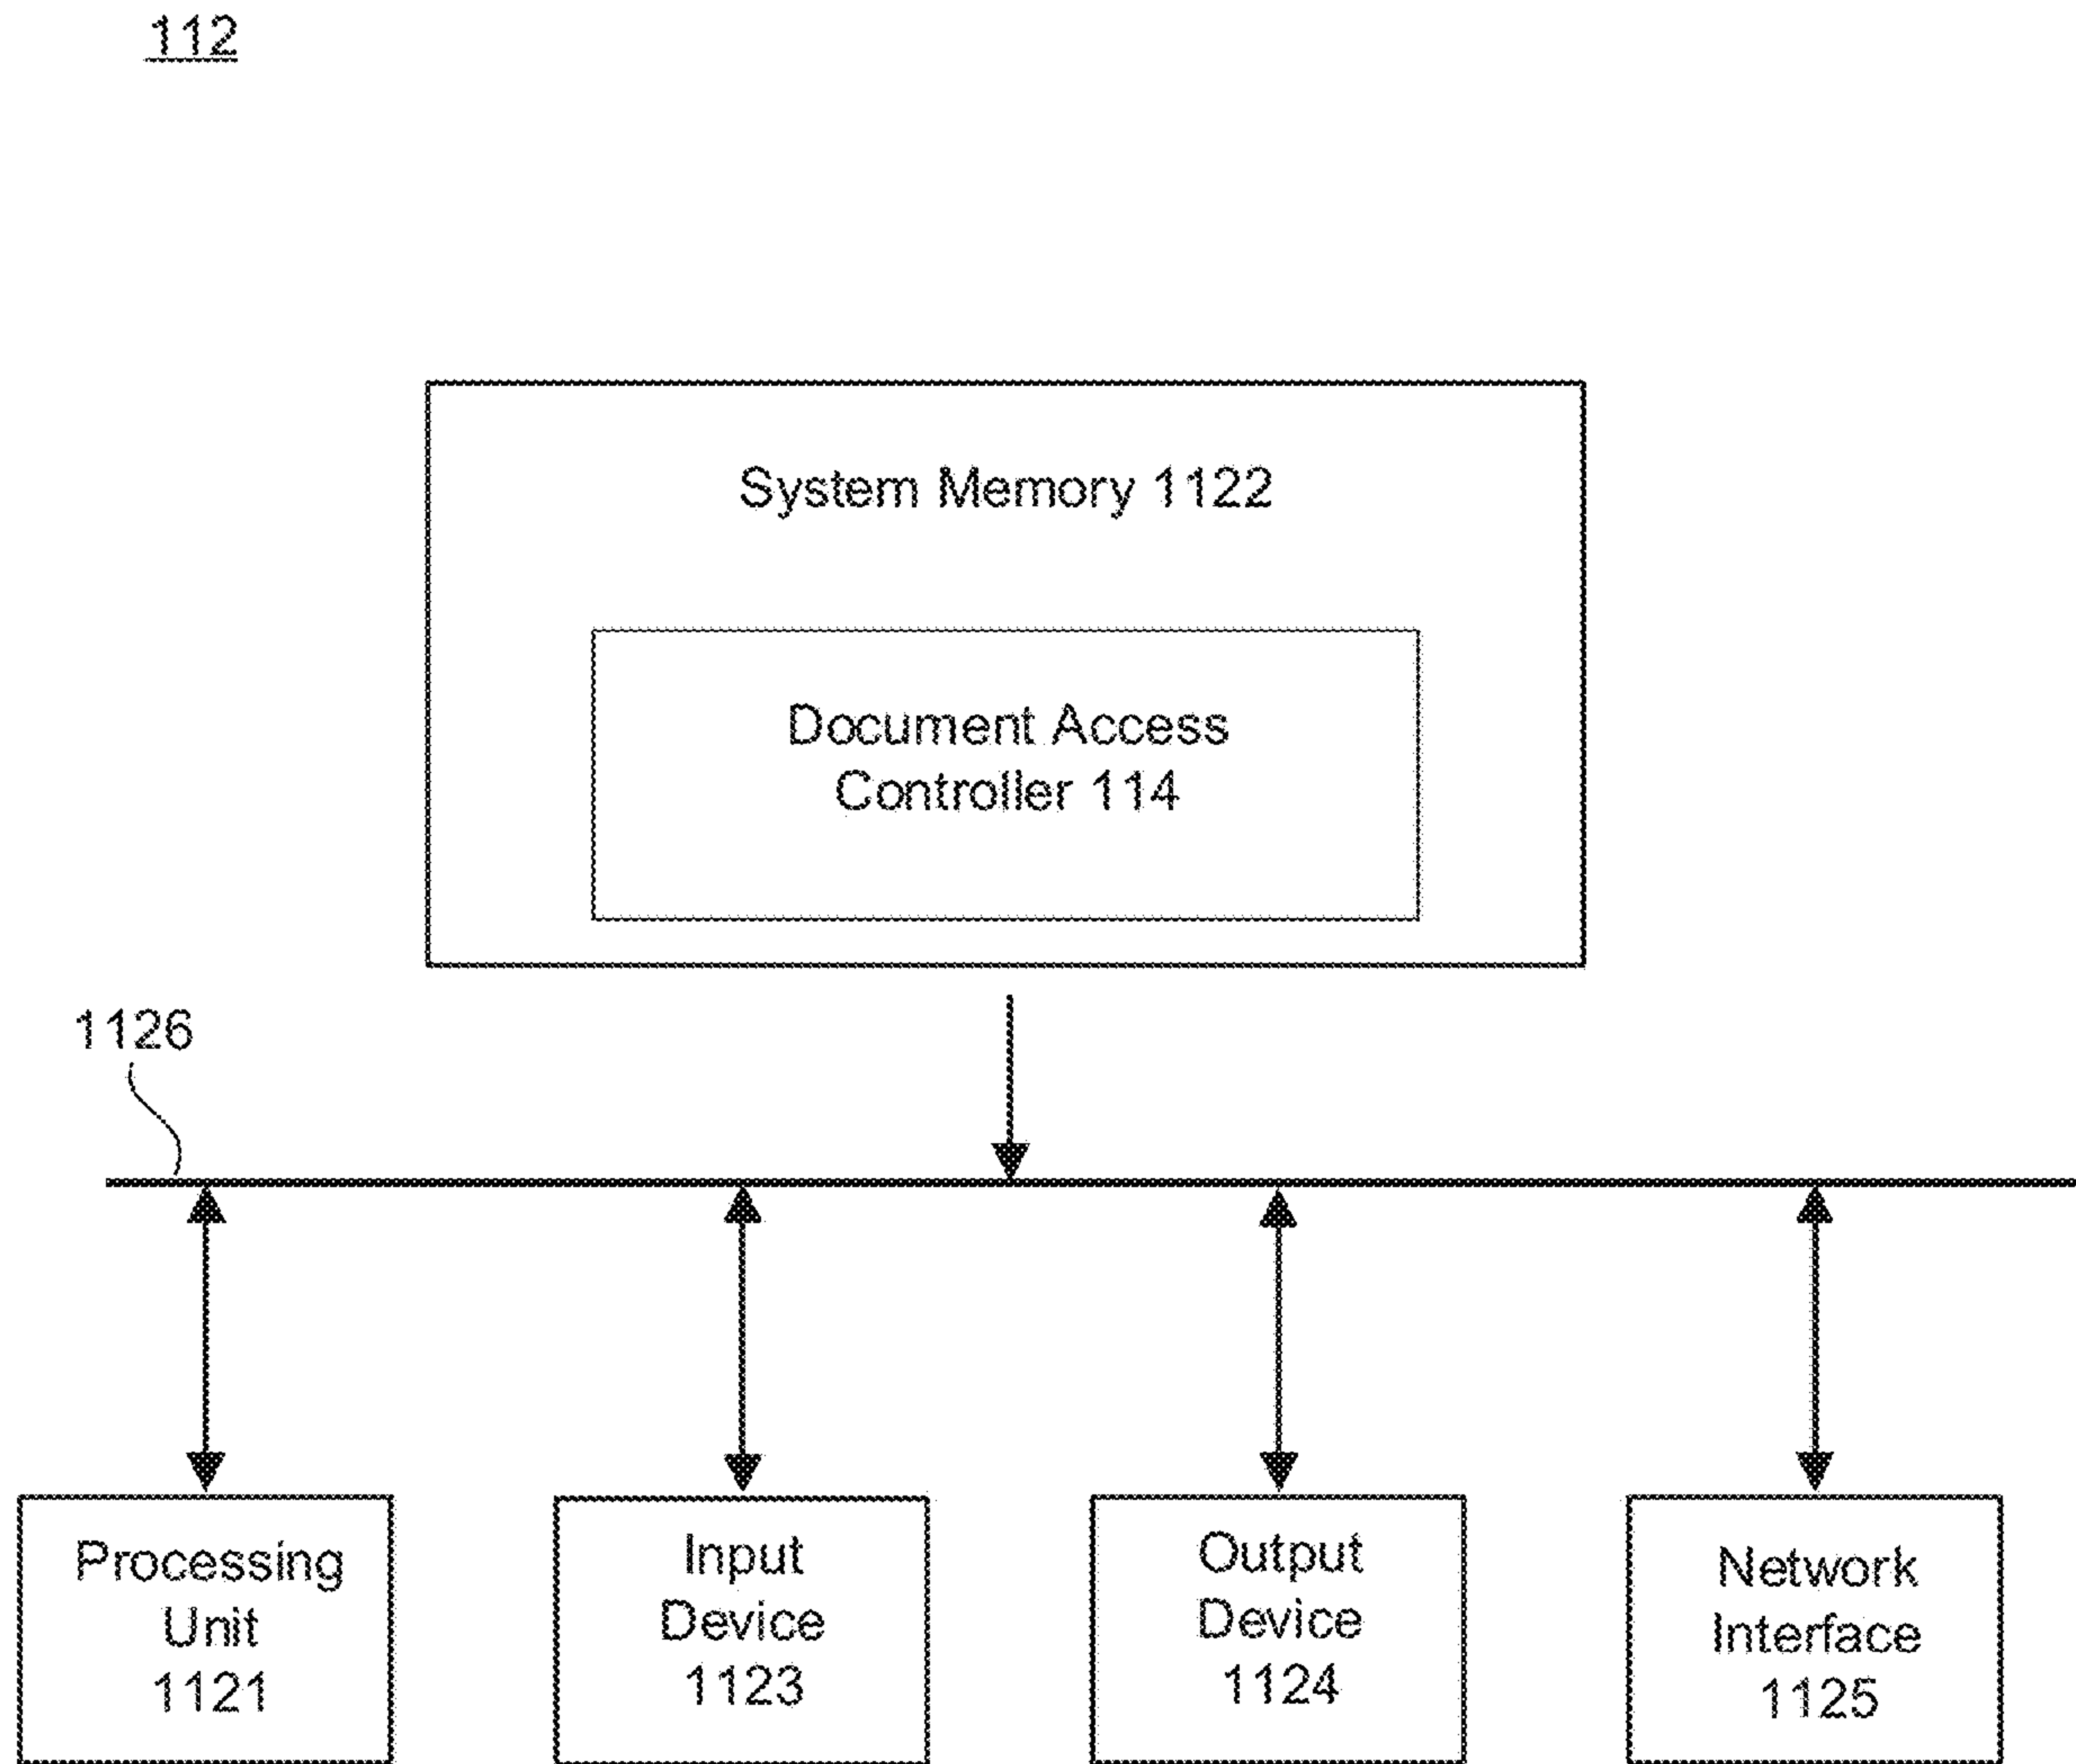 112
System Memory 1122
Document Access
Controller 114
1126
Processing
Unit
1121
Input
Device
1123
Output
Device
1124
Network
Interface
1125